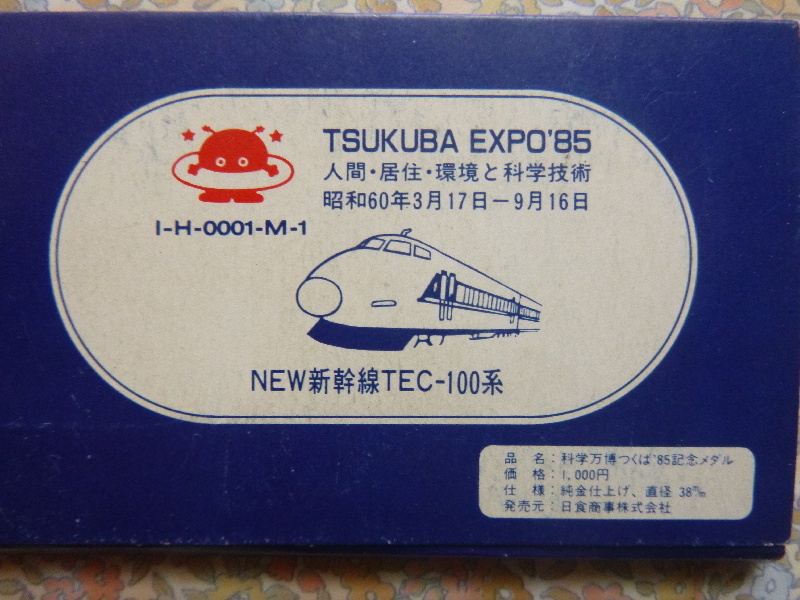 TSUKUBA EXPO'85
人間・居住・環境と科学技術
昭和60年3月17日－9月16日
I-H-0001-M-1
NEW新幹線TEC-100系
品 名：科学万博つくば'85記念メダル
価 格：1,000円
仕 様：純金仕上げ、直径 38㎜
発売元：日食商事株式会社